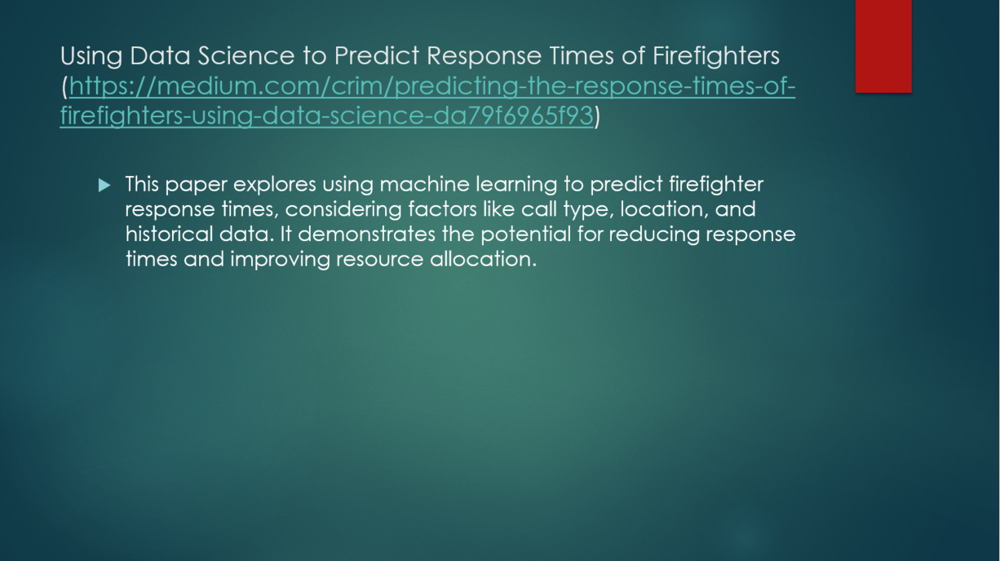 Using Data Science to Predict Response Times of Firefighters
(https://medium.com/crim/predicting-the-response-times-of-
firefighters-using-data-science-da79f6965f93)
This paper explores using machine learning to predict firefighter
response times, considering factors like call type, location, and
historical data. It demonstrates the potential for reducing response
times and improving resource allocation.